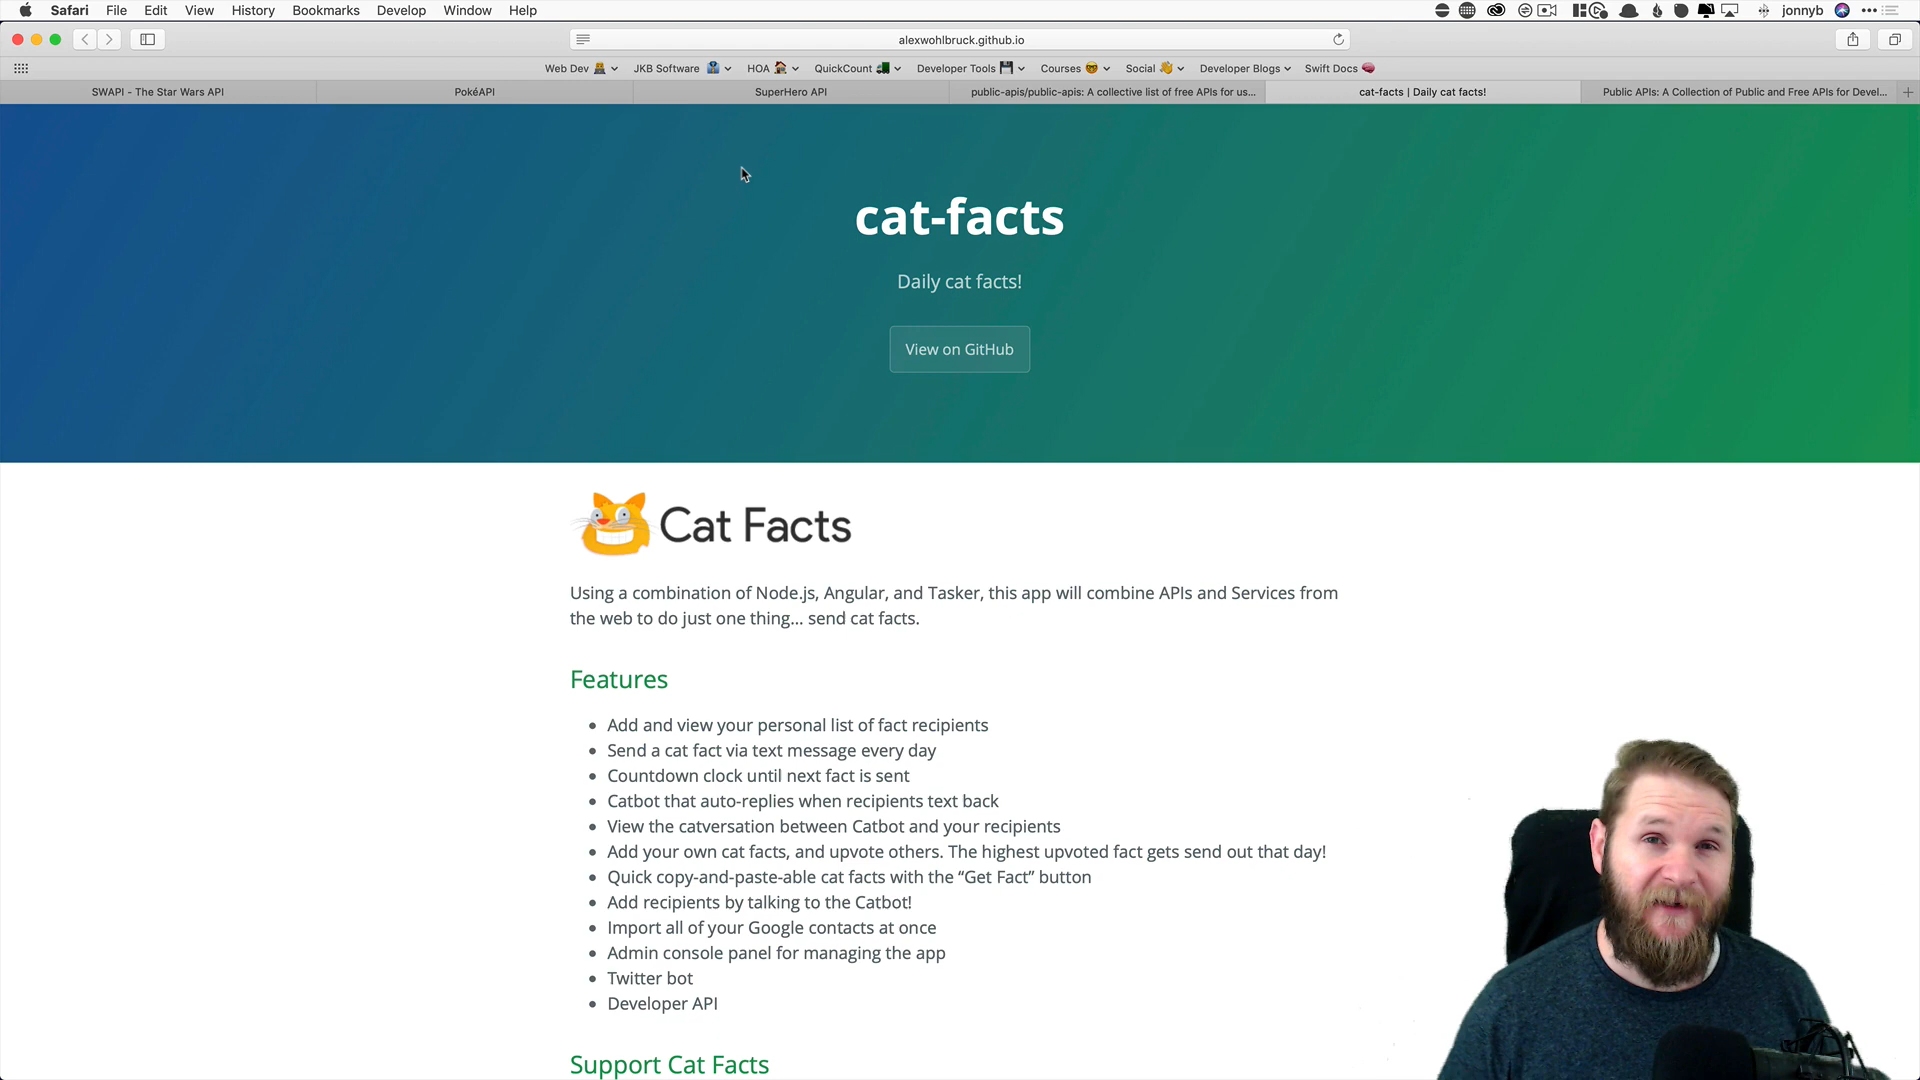 Safari File Edit View History Bookmarks Develop Window Help jonnyb
alexwohlbruck.github.io
Web Dev JKB Software HOA QuickCount Developer Tools Courses Social Developer Blogs Swift Docs
SWAPI - The Star Wars API PokéAPI SuperHero API public-apis/public-apis: A collective list of free APIs for us... cat-facts | Daily cat facts! Public APIs: A Collection of Public and Free APIs for Devel...
cat-facts
Daily cat facts!
View on GitHub
Cat Facts
Using a combination of Node.js, Angular, and Tasker, this app will combine APIs and Services from
the web to do just one thing... send cat facts.
Features
• Add and view your personal list of fact recipients
• Send a cat fact via text message every day
• Countdown clock until next fact is sent
• Catbot that auto-replies when recipients text back
• View the catversation between Catbot and your recipients
• Add your own cat facts, and upvote others. The highest upvoted fact gets send out that day!
• Quick copy-and-paste-able cat facts with the “Get Fact” button
• Add recipients by talking to the Catbot!
• Import all of your Google contacts at once
• Admin console panel for managing the app
• Twitter bot
• Developer API
Support Cat Facts